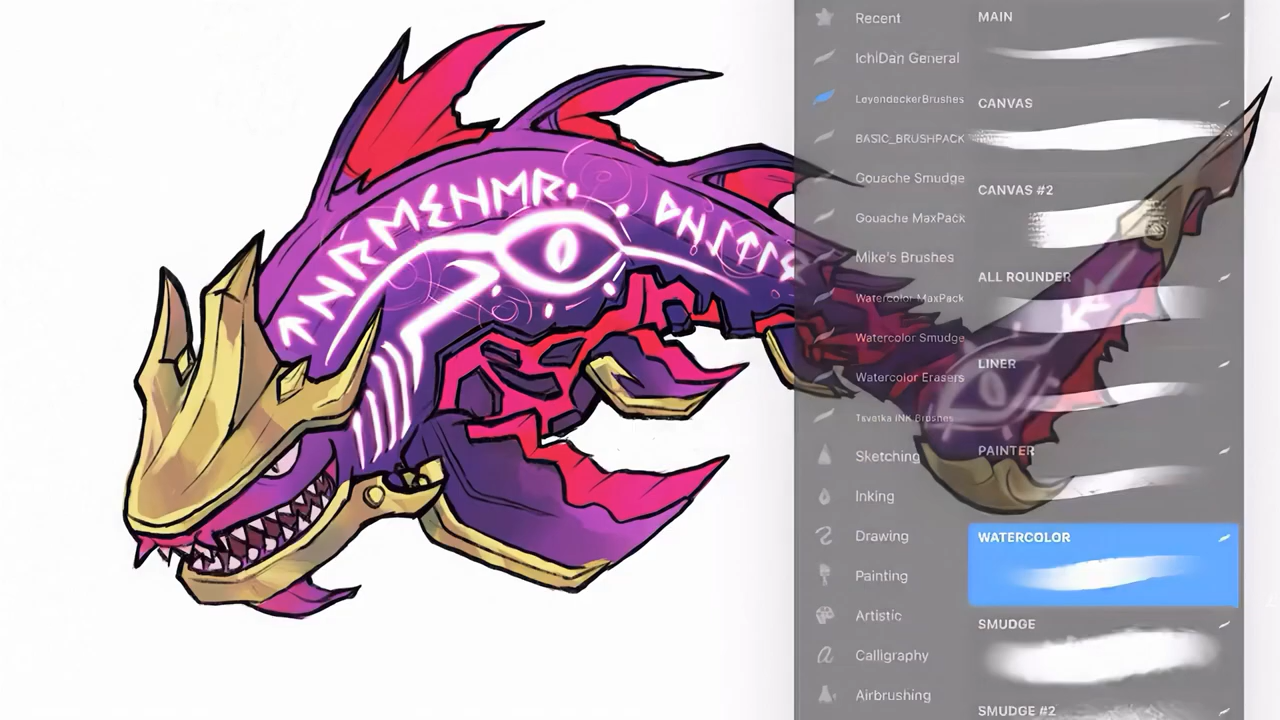 Recent
IchiDan General
LeyendeckerBrushes
BASIC_BRUSHPACK
Gouache Smudge
Gouache MaxPack
Mike's Brushes
Watercolor MaxPack
Watercolor Smudge
Watercolor Erasers
Tsvetka INK Brushes
Sketching
Inking
Drawing
Painting
Artistic
Calligraphy
Airbrushing
MAIN
CANVAS
CANVAS #2
ALL ROUNDER
LINER
PAINTER
WATERCOLOR
SMUDGE
SMUDGE #2